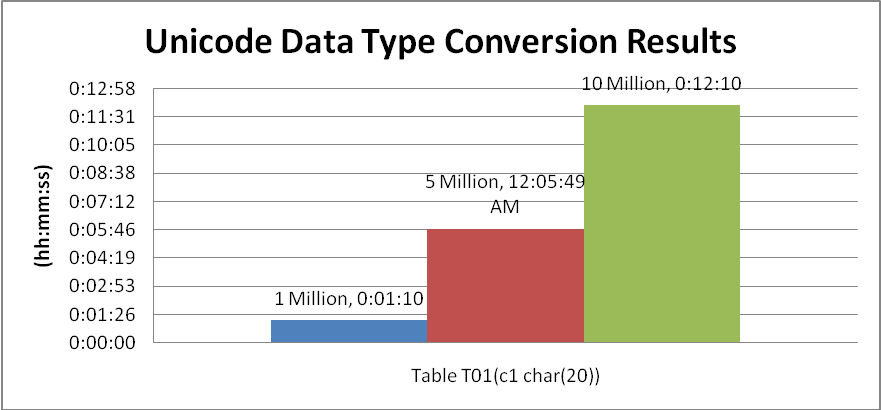 Unicode Data Type Conversion Results
0:12:58
0:11:31
0:10:05
0:08:38
0:07:12
0:05:46
0:04:19
0:02:53
0:01:26
0:00:00
(hh:mm:ss)
10 Million, 0:12:10
5 Million, 12:05:49
AM
1 Million, 0:01:10
Table T01(c1 char(20))